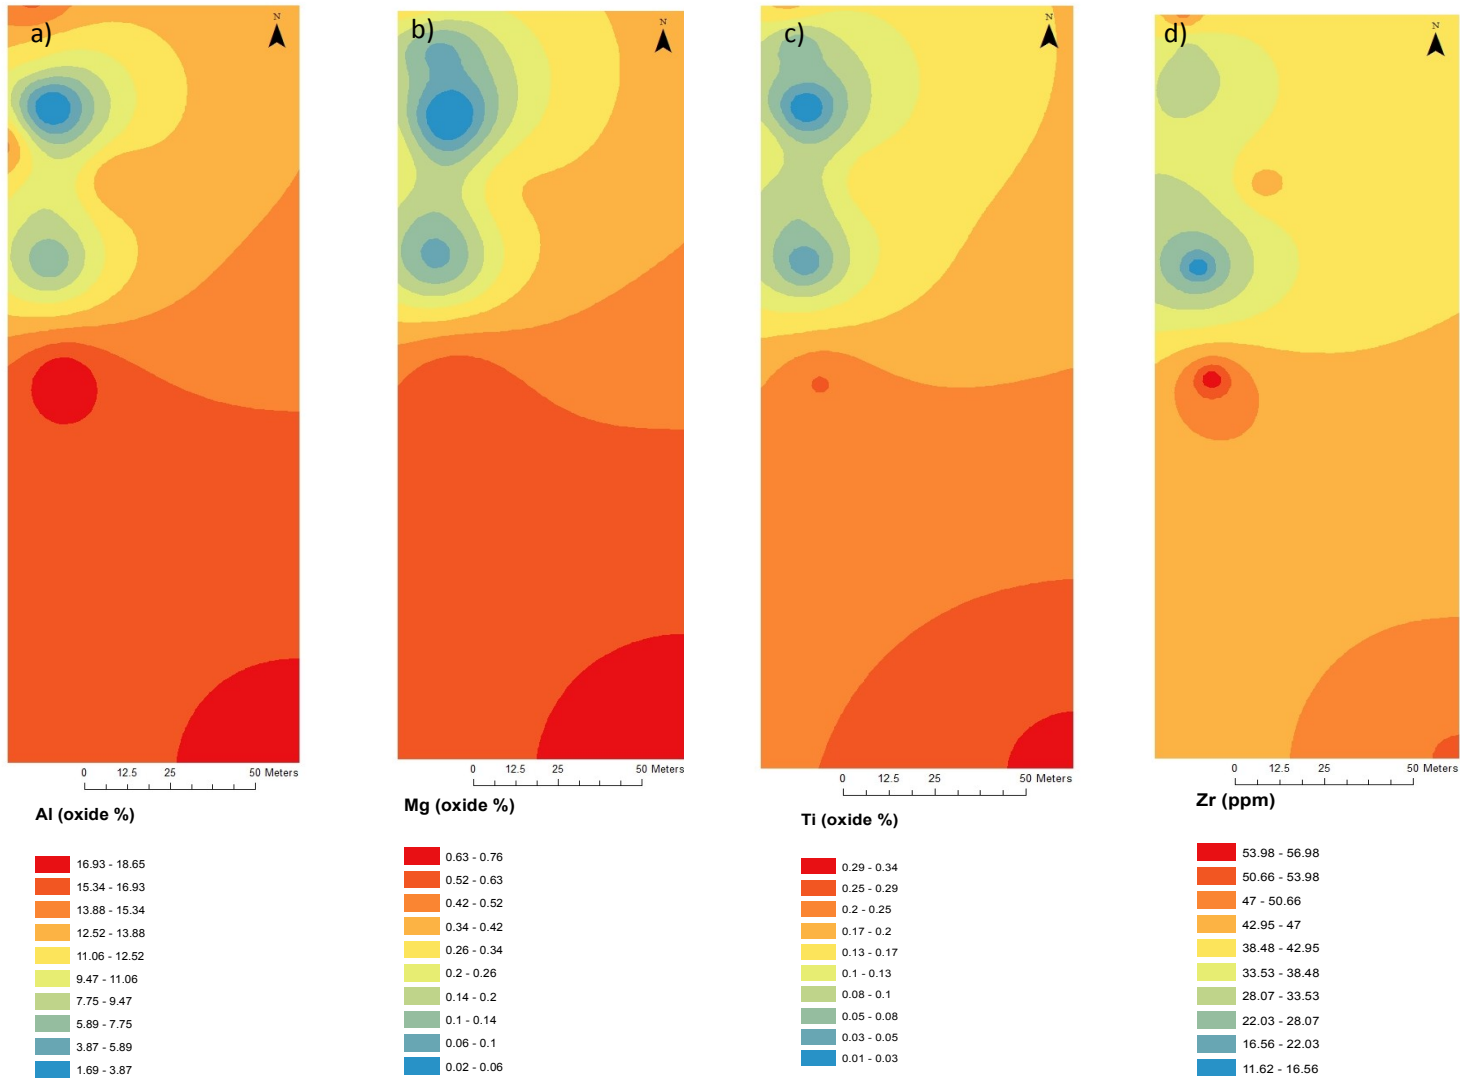 a)
N
b)
N
c)
N
d)
N
0 12.5 25 50 Meters
0 12.5 25 50 Meters
0 12.5 25 50 Meters
0 12.5 25 50 Meters
Al (oxide %)
16.93 - 18.65
15.34 - 16.93
13.88 - 15.34
12.52 - 13.88
11.06 - 12.52
9.47 - 11.06
7.75 - 9.47
5.89 - 7.75
3.87 - 5.89
1.69 - 3.87
Mg (oxide %)
0.63 - 0.76
0.52 - 0.63
0.42 - 0.52
0.34 - 0.42
0.26 - 0.34
0.2 - 0.26
0.14 - 0.2
0.1 - 0.14
0.06 - 0.1
0.02 - 0.06
Ti (oxide %)
0.29 - 0.34
0.25 - 0.29
0.2 - 0.25
0.17 - 0.2
0.13 - 0.17
0.1 - 0.13
0.08 - 0.1
0.05 - 0.08
0.03 - 0.05
0.01 - 0.03
Zr (ppm)
53.98 - 56.98
50.66 - 53.98
47 - 50.66
42.95 - 47
38.48 - 42.95
33.53 - 38.48
28.07 - 33.53
22.03 - 28.07
16.56 - 22.03
11.62 - 16.56